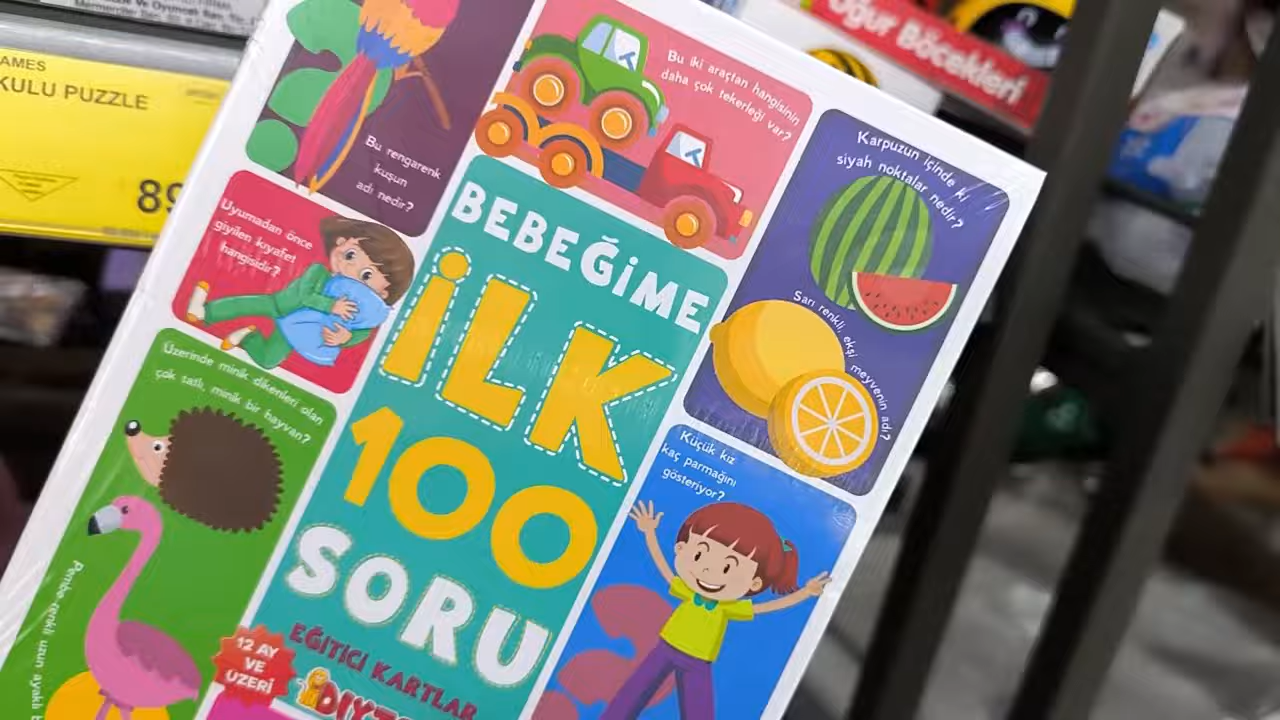 AMES
KULU PUZZLE
Uğur Böcekleri
Bu rengarenk
kuşun
adı nedir?
Bu iki araçtan hangisinin
daha çok tekerleği var?
Karpuzun içinde ki
siyah noktalar nedir?
Uyumadan önce
giyilen kıyafet
hangisidir?
BEBEĞİME
İLK
100
SORU
EĞİTİCİ KARTLAR
Sarı renkli, ekşi meyvenin adı?
Üzerinde minik dikenleri olan
çok tatlı, minik bir hayvan?
Küçük kız
kaç parmağını
gösteriyor?
Pembe renkli uzun ayaklı
12 AY
VE
ÜZERİ